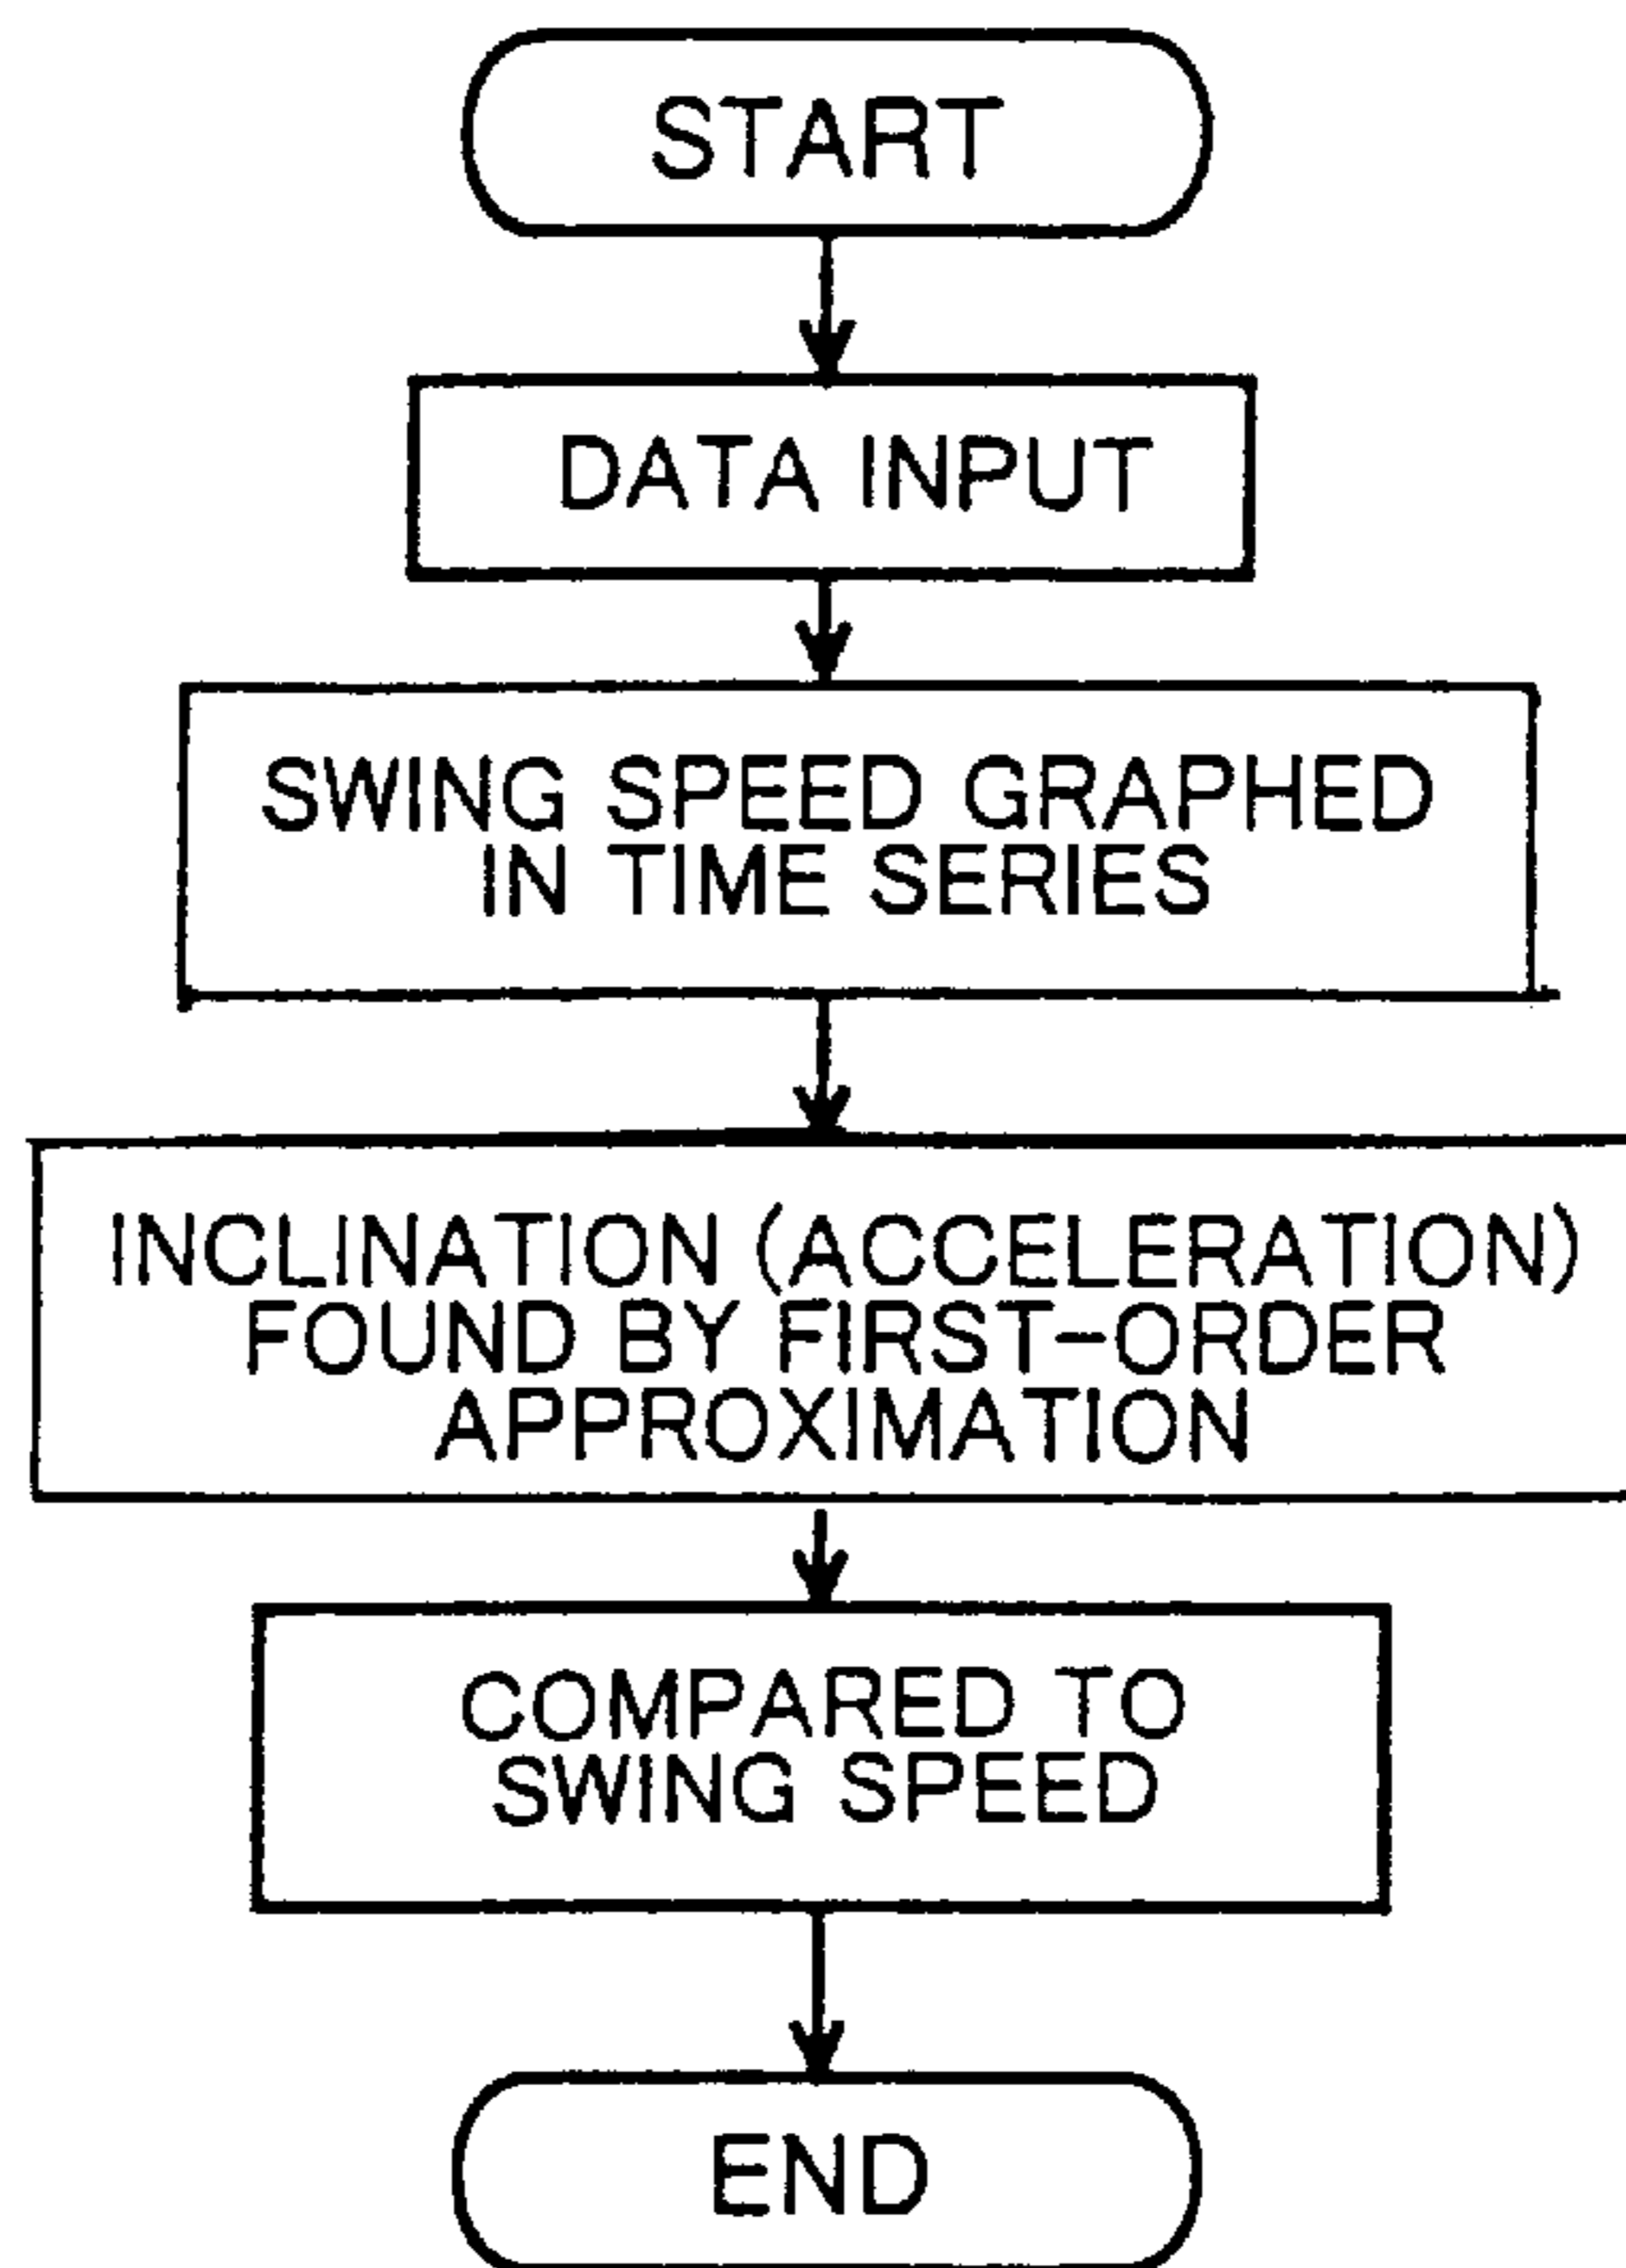 START
DATA INPUT
SWING SPEED GRAPHED
IN TIME SERIES
INCLINATION (ACCELERATION)
FOUND BY FIRST-ORDER
APPROXIMATION
COMPARED TO
SWING SPEED
END